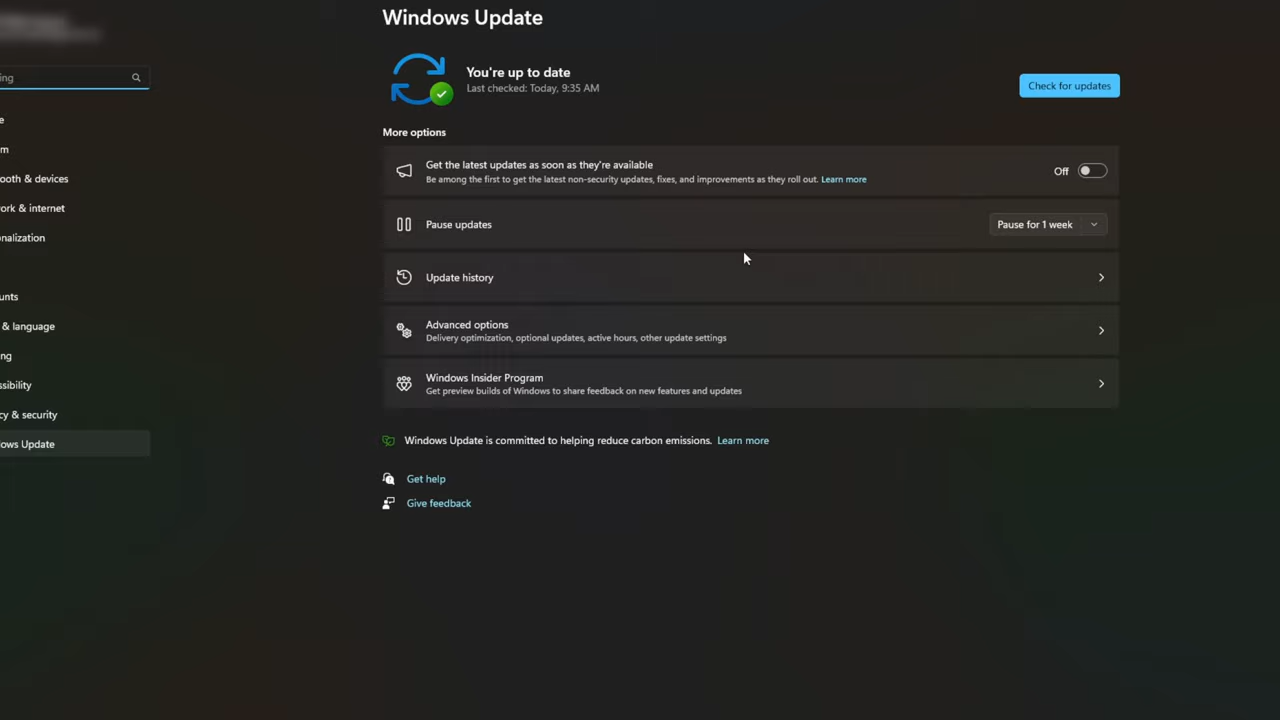 Windows Update
You're up to date
Last checked: Today, 9:35 AM
Check for updates
ing
e
m
ooth & devices
ork & internet
nalization
unts
& language
ng
sibility
cy & security
ows Update
More options
Get the latest updates as soon as they're available
Be among the first to get the latest non-security updates, fixes, and improvements as they roll out. Learn more
Off
Pause updates
Pause for 1 week
Update history
Advanced options
Delivery optimization, optional updates, active hours, other update settings
Windows Insider Program
Get preview builds of Windows to share feedback on new features and updates
Windows Update is committed to helping reduce carbon emissions. Learn more
Get help
Give feedback